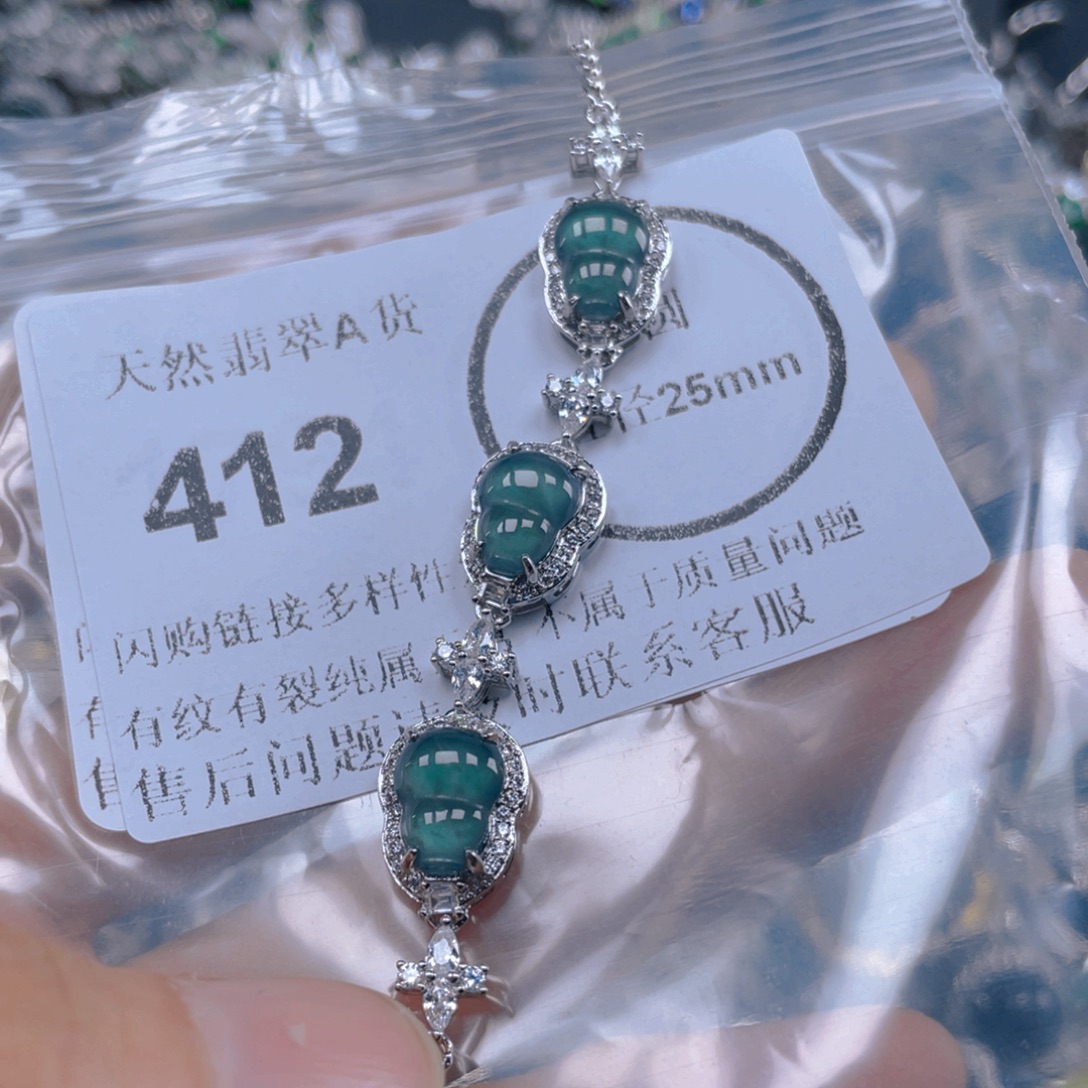 天然翡翠A货
412
圆
径25mm
闪购链接多样件
不属于质量问题
有纹有裂纯属
售后问题
时联系客服